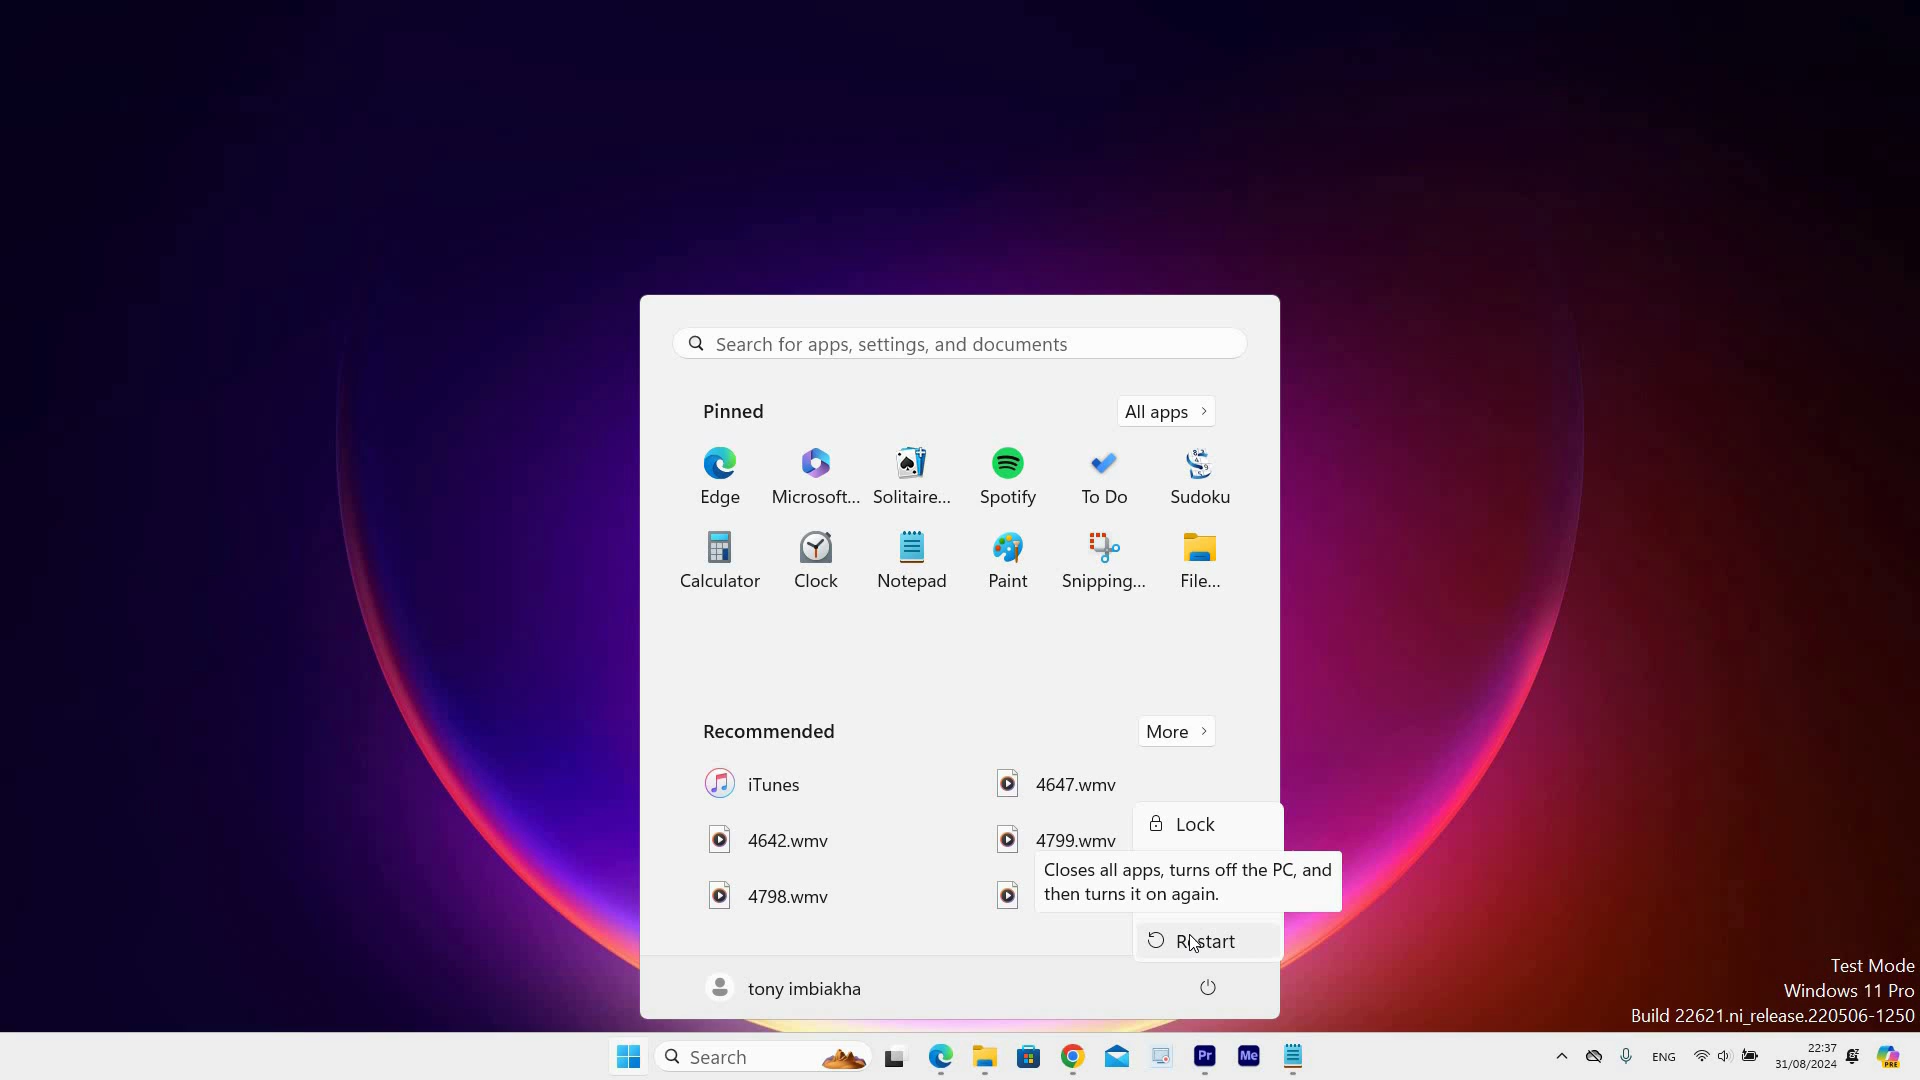 Search for apps, settings, and documents
Pinned
All apps
Edge
Microsoft...
Solitaire...
Spotify
To Do
Sudoku
Calculator
Clock
Notepad
Paint
Snipping...
File...
Recommended
More
iTunes
4647.wmv
4642.wmv
4799.wmv
4798.wmv
Lock
Closes all apps, turns off the PC, and
then turns it on again.
Restart
tony imbiakha
Test Mode
Windows 11 Pro
Build 22621.ni_release.220506-1250
Search
Pr
Me
ENG
22:37
31/08/2024
PRE